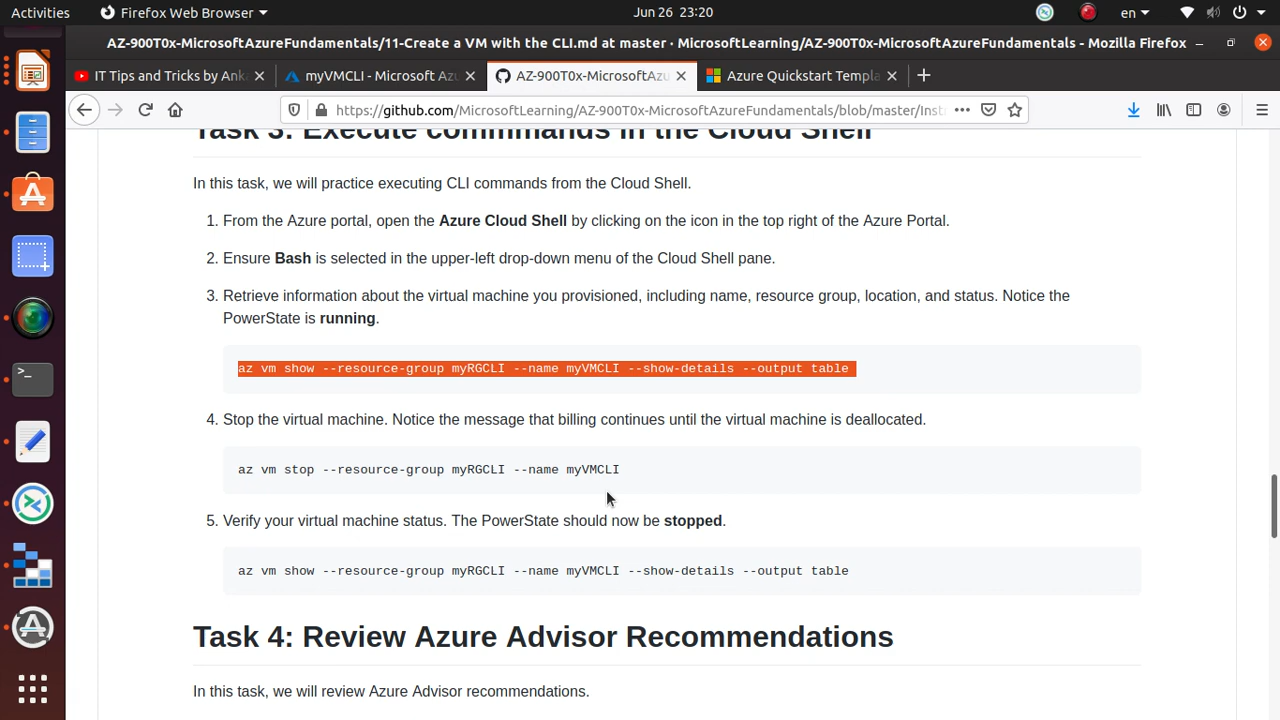 Activities
Firefox Web Browser
Jun 26 23:20
en
AZ-900T0x-MicrosoftAzureFundamentals/11-Create a VM with the CLI.md at master · MicrosoftLearning/AZ-900T0x-MicrosoftAzureFundamentals - Mozilla Firefox
IT Tips and Tricks by Ank
myVMCLI - Microsoft Az
AZ-900T0x-MicrosoftAzu
Azure Quickstart Templa
https://github.com/MicrosoftLearning/AZ-900T0x-MicrosoftAzureFundamentals/blob/master/Inst
Task 3: Execute commands in the Cloud Shell
In this task, we will practice executing CLI commands from the Cloud Shell.
1. From the Azure portal, open the Azure Cloud Shell by clicking on the icon in the top right of the Azure Portal.
2. Ensure Bash is selected in the upper-left drop-down menu of the Cloud Shell pane.
3. Retrieve information about the virtual machine you provisioned, including name, resource group, location, and status. Notice the
PowerState is running.
az vm show --resource-group myRGCLI --name myVMCLI --show-details --output table
4. Stop the virtual machine. Notice the message that billing continues until the virtual machine is deallocated.
az vm stop --resource-group myRGCLI --name myVMCLI
5. Verify your virtual machine status. The PowerState should now be stopped.
az vm show --resource-group myRGCLI --name myVMCLI --show-details --output table
Task 4: Review Azure Advisor Recommendations
In this task, we will review Azure Advisor recommendations.